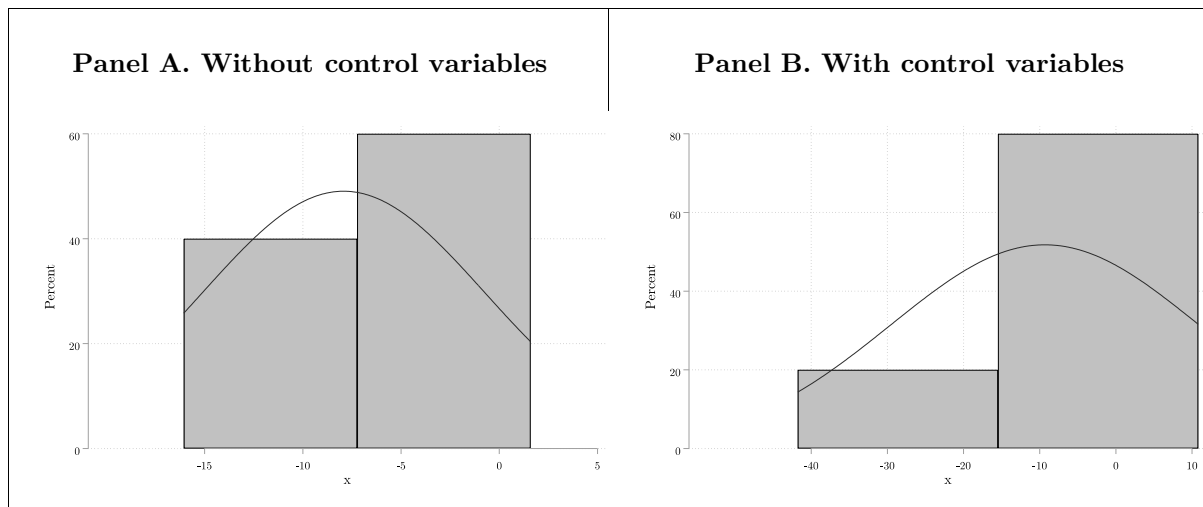 Panel A. Without control variables
60
40
20
0
Percent
-15 -10 -5 0 5
x
Panel B. With control variables
80
60
40
20
0
Percent
-40 -30 -20 -10 0 10
x